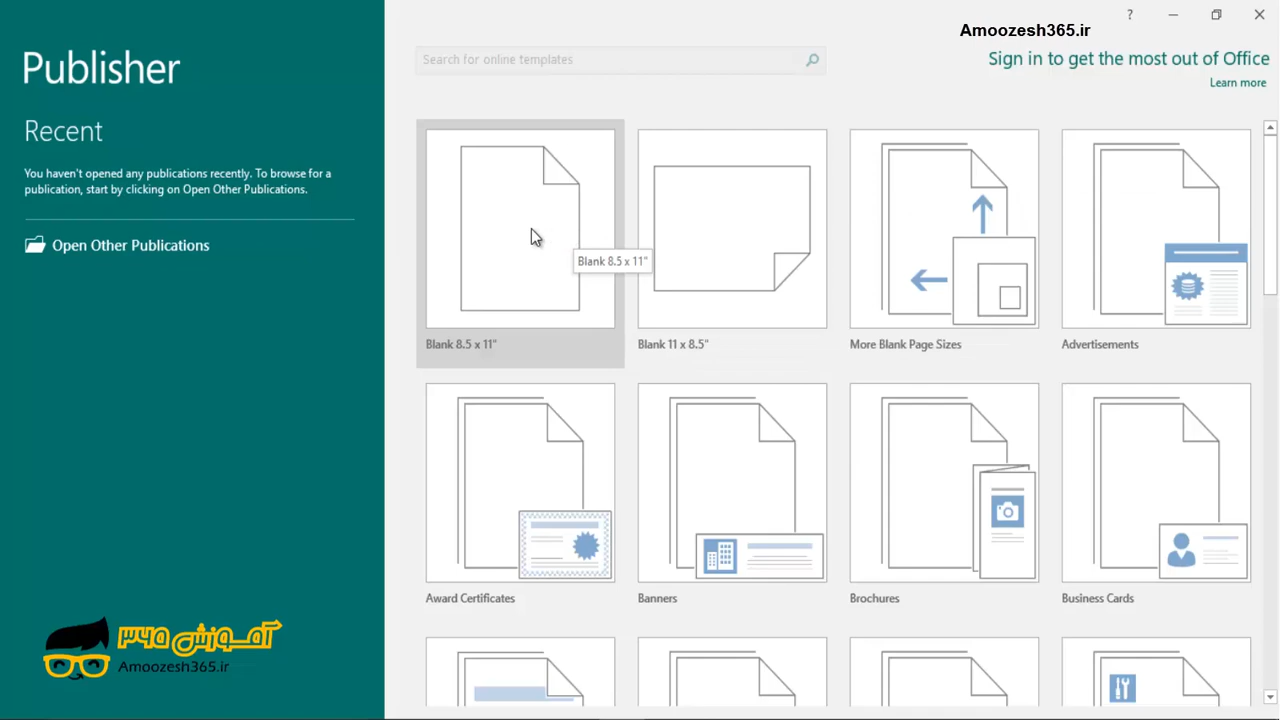 ?
Amoozesh365.ir
Publisher
Search for online templates
Sign in to get the most out of Office
Learn more
Recent
You haven't opened any publications recently. To browse for a
publication, start by clicking on Open Other Publications.
Open Other Publications
Blank 8.5 x 11"
Blank 8.5 x 11"
Blank 11 x 8.5"
More Blank Page Sizes
Advertisements
Award Certificates
Banners
Brochures
Business Cards
آموزش ۳۶۵
Amoozesh365.ir